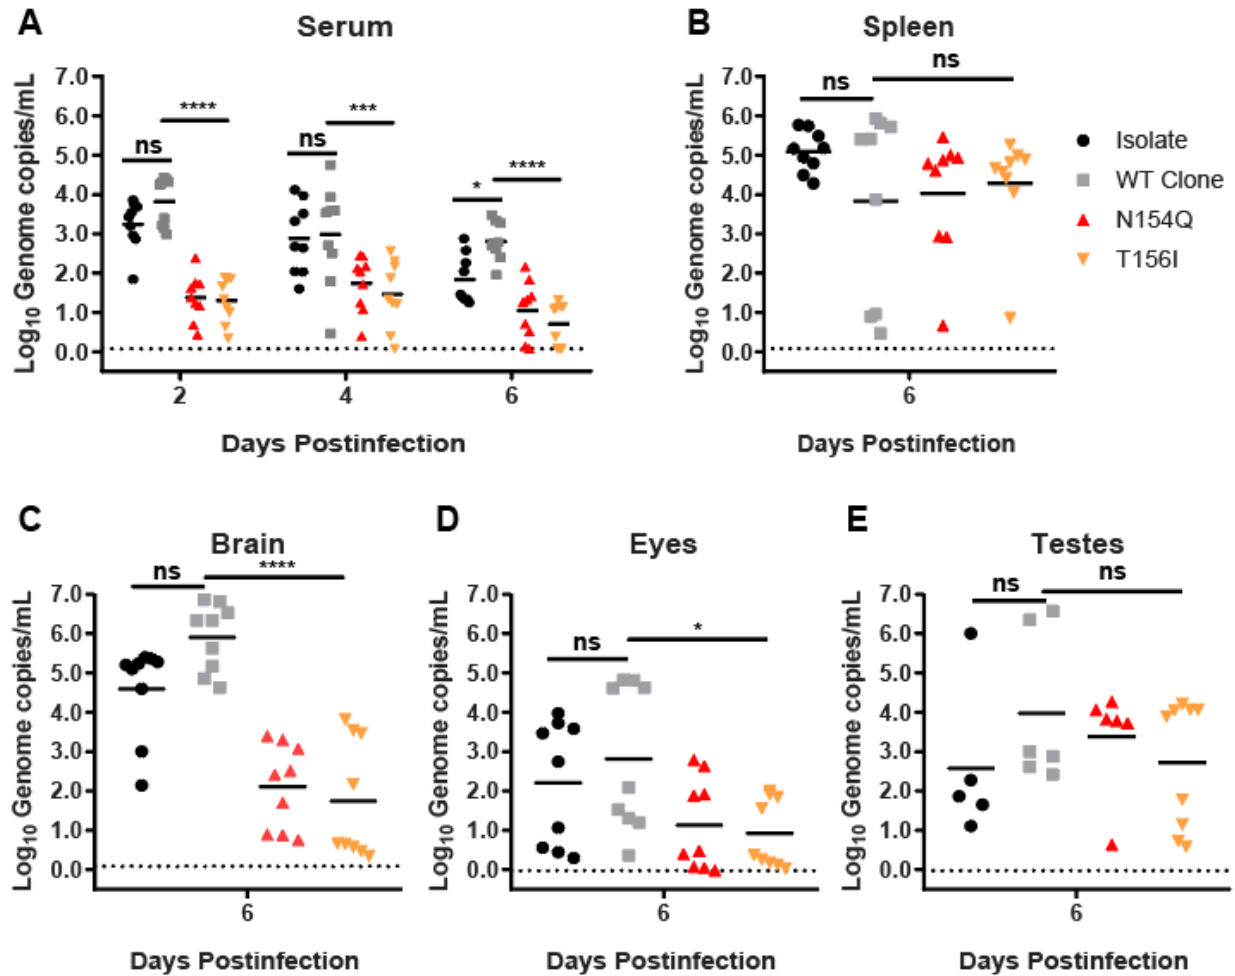 A
Serum
Log10 Genome copies/mL
7.0
6.0
5.0
4.0
3.0
2.0
1.0
0.0
ns
****
ns
***
*
****
2
4
6
Days Postinfection
B
Spleen
Log10 Genome copies/mL
7.0
6.0
5.0
4.0
3.0
2.0
1.0
0.0
ns
ns
6
Days Postinfection
Isolate
WT Clone
N154Q
T156I
C
Brain
Log10 Genome copies/mL
7.0
6.0
5.0
4.0
3.0
2.0
1.0
0.0
ns
****
6
Days Postinfection
D
Eyes
Log10 Genome copies/mL
7.0
6.0
5.0
4.0
3.0
2.0
1.0
0.0
ns
*
6
Days Postinfection
E
Testes
Log10 Genome copies/mL
7.0
6.0
5.0
4.0
3.0
2.0
1.0
0.0
ns
ns
6
Days Postinfection